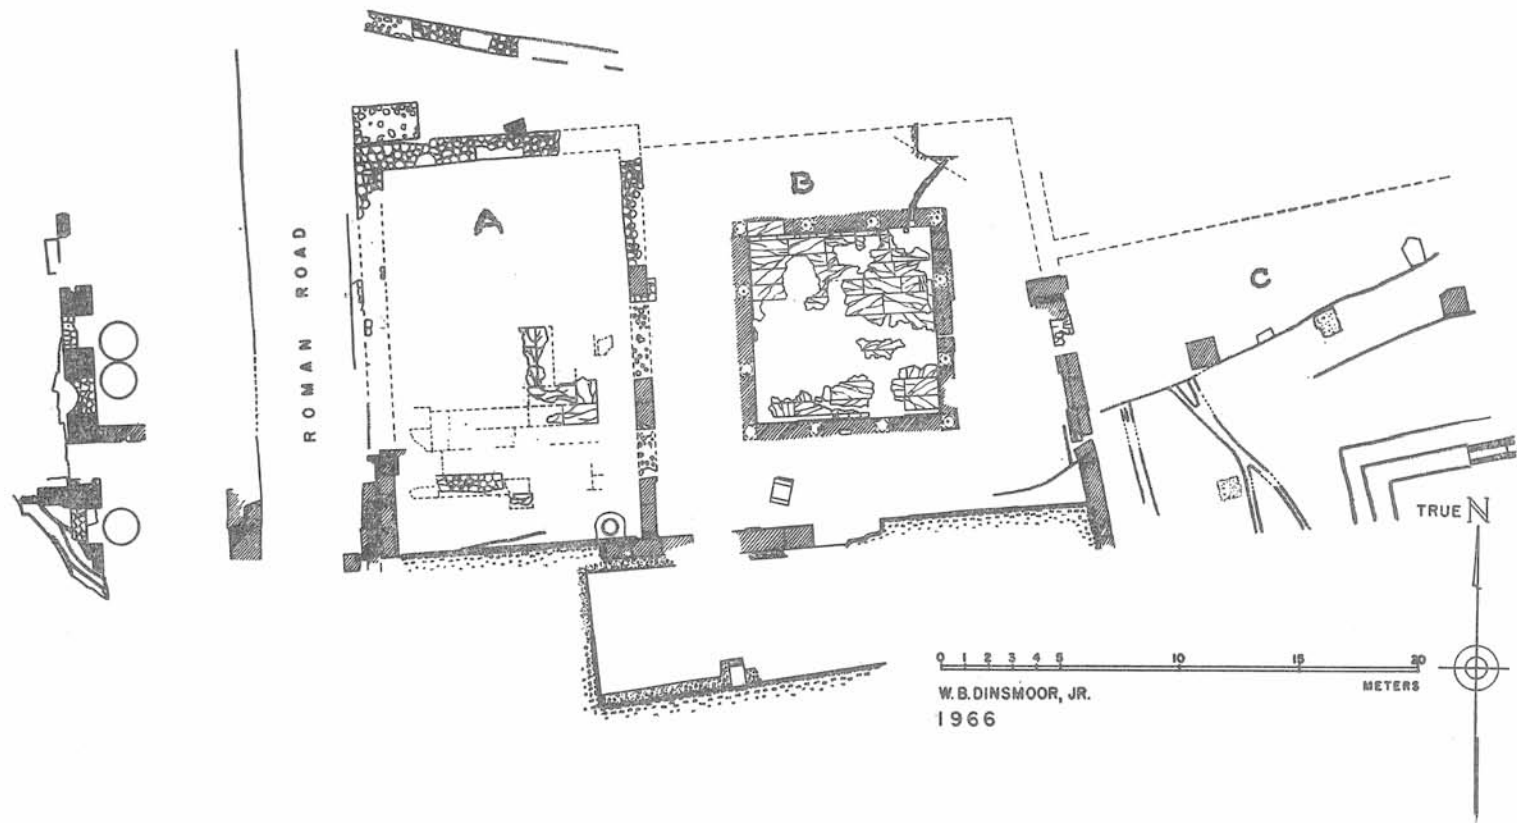 A
B
C
ROMAN ROAD
TRUE N
0 1 2 3 4 5 10 15 20
METERS
W. B. DINSMOOR, JR.
1966